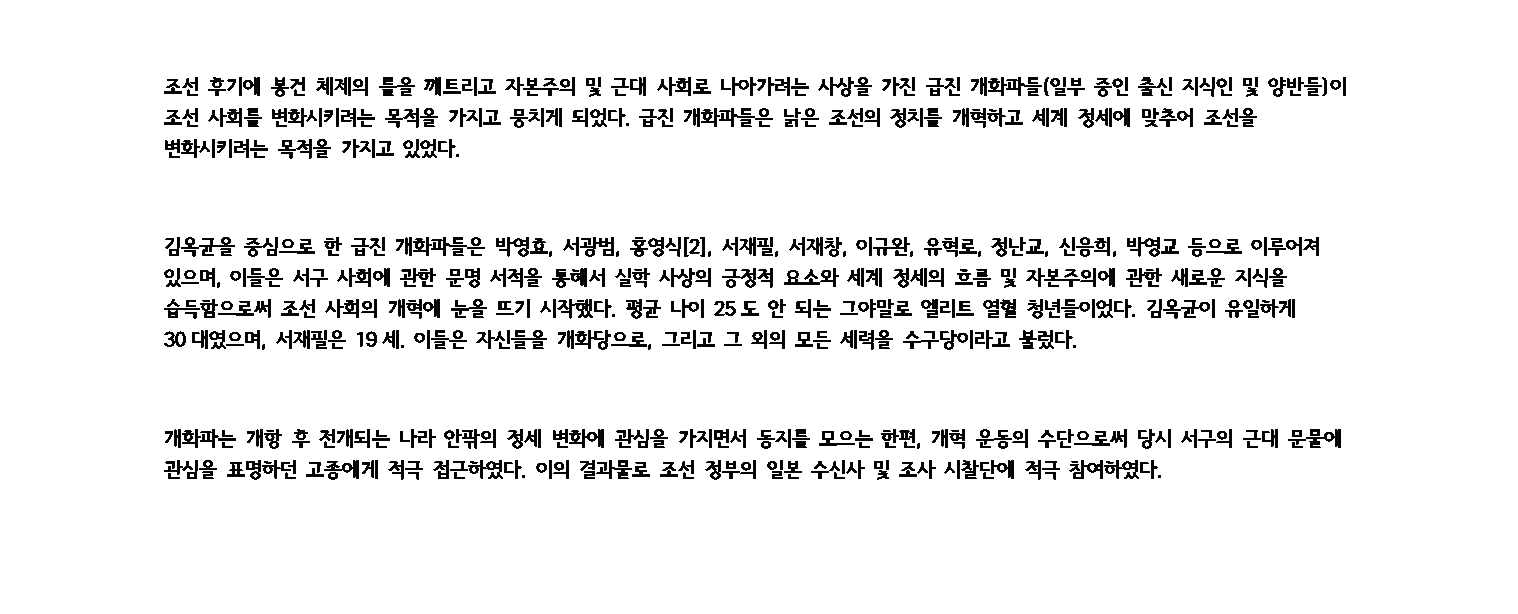 조선 후기에 봉건 체제의 틀을 깨트리고 자본주의 및 근대 사회로 나아가려는 사상을 가진 급진 개화파들(일부 중인 출신 지식인 및 양반들)이
조선 사회를 변화시키려는 목적을 가지고 뭉치게 되었다. 급진 개화파들은 낡은 조선의 정치를 개혁하고 세계 정세에 맞추어 조선을
변화시키려는 목적을 가지고 있었다.
김옥균을 중심으로 한 급진 개화파들은 박영효, 서광범, 홍영식[2], 서재필, 서재창, 이규완, 유혁로, 정난교, 신응희, 박영교 등으로 이루어져
있으며, 이들은 서구 사회에 관한 문명 서적을 통해서 실학 사상의 긍정적 요소와 세계 정세의 흐름 및 자본주의에 관한 새로운 지식을
습득함으로써 조선 사회의 개혁에 눈을 뜨기 시작했다. 평균 나이 25도 안 되는 그야말로 엘리트 열혈 청년들이었다. 김옥균이 유일하게
30대였으며, 서재필은 19세. 이들은 자신들을 개화당으로, 그리고 그 외의 모든 세력을 수구당이라고 불렀다.
개화파는 개항 후 전개되는 나라 안팎의 정세 변화에 관심을 가지면서 동지를 모으는 한편, 개혁 운동의 수단으로써 당시 서구의 근대 문물에
관심을 표명하던 고종에게 적극 접근하였다. 이의 결과물로 조선 정부의 일본 수신사 및 조사 시찰단에 적극 참여하였다.